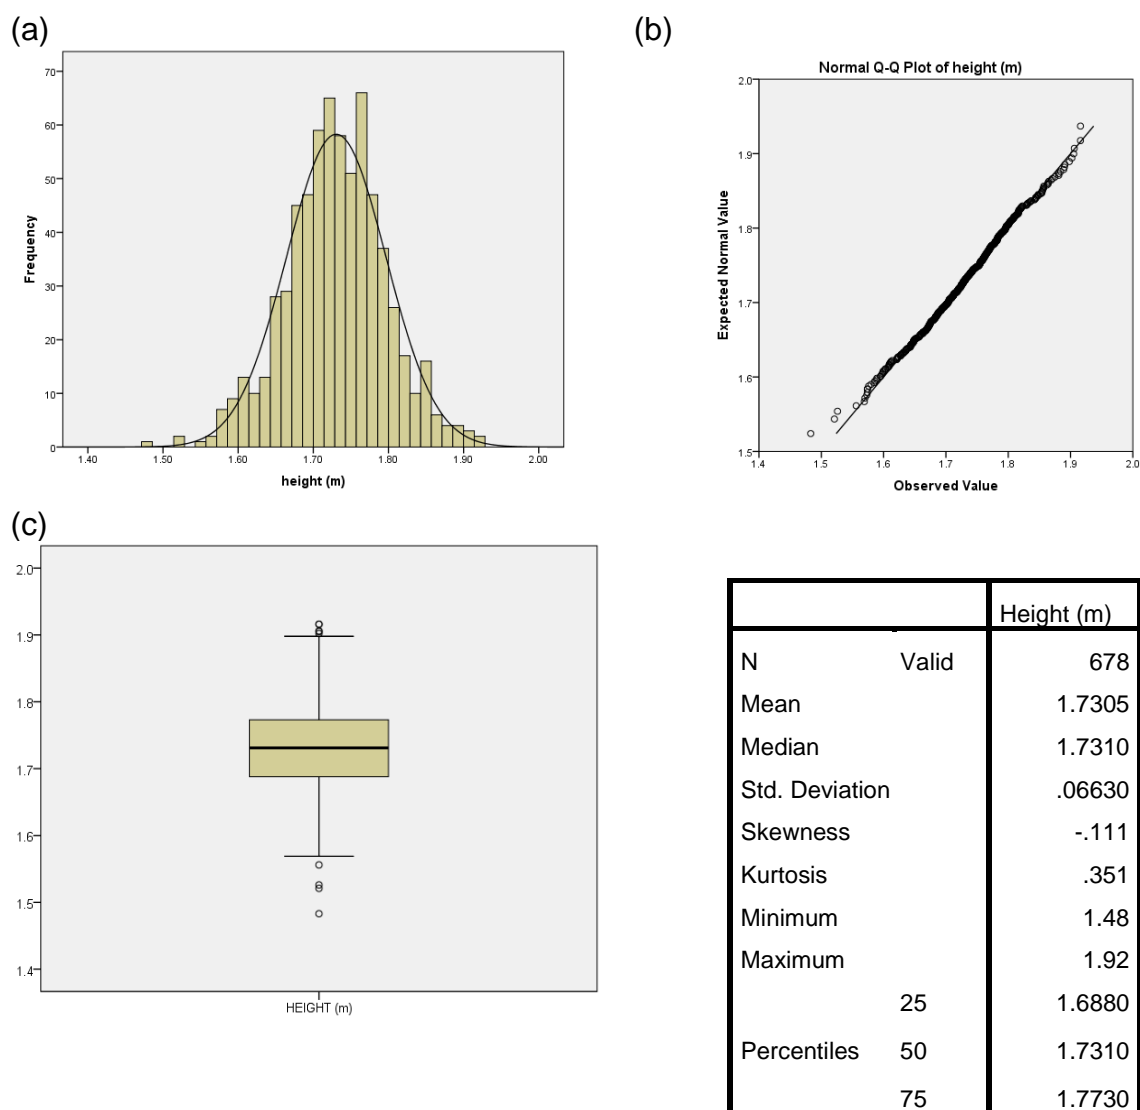 (a)
70
60
50
40
30
20
10
0
Frequency
1.40 1.50 1.60 1.70 1.80 1.90 2.00
height (m)
(b)
Normal Q-Q Plot of height (m)
2.0
1.9
1.8
1.7
1.6
1.5
Expected Normal Value
1.4 1.5 1.6 1.7 1.8 1.9 2.0
Observed Value
(c)
2.0
1.9
1.8
1.7
1.6
1.5
1.4
HEIGHT (m)
Height (m)
N Valid 678
Mean 1.7305
Median 1.7310
Std. Deviation .06630
Skewness -.111
Kurtosis .351
Minimum 1.48
Maximum 1.92
25 1.6880
Percentiles 50 1.7310
75 1.7730